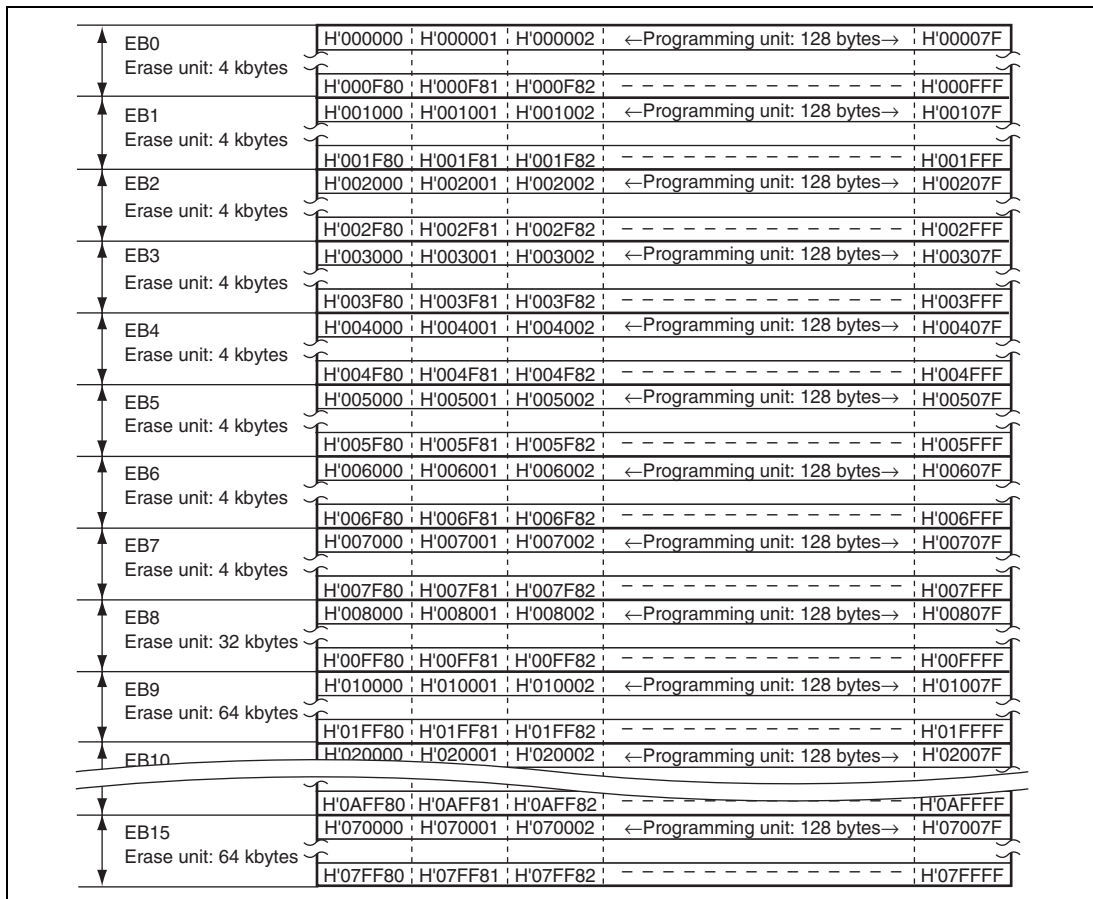 EB0
Erase unit: 4 kbytes
H'000000 H'000001 H'000002 ←Programming unit: 128 bytes→ H'00007F
H'000F80 H'000F81 H'000F82 – – – – – – – – – – – – – – H'000FFF
EB1
Erase unit: 4 kbytes
H'001000 H'001001 H'001002 ←Programming unit: 128 bytes→ H'00107F
H'001F80 H'001F81 H'001F82 – – – – – – – – – – – – – – H'001FFF
EB2
Erase unit: 4 kbytes
H'002000 H'002001 H'002002 ←Programming unit: 128 bytes→ H'00207F
H'002F80 H'002F81 H'002F82 – – – – – – – – – – – – – – H'002FFF
EB3
Erase unit: 4 kbytes
H'003000 H'003001 H'003002 ←Programming unit: 128 bytes→ H'00307F
H'003F80 H'003F81 H'003F82 – – – – – – – – – – – – – – H'003FFF
EB4
Erase unit: 4 kbytes
H'004000 H'004001 H'004002 ←Programming unit: 128 bytes→ H'00407F
H'004F80 H'004F81 H'004F82 – – – – – – – – – – – – – – H'004FFF
EB5
Erase unit: 4 kbytes
H'005000 H'005001 H'005002 ←Programming unit: 128 bytes→ H'00507F
H'005F80 H'005F81 H'005F82 – – – – – – – – – – – – – – H'005FFF
EB6
Erase unit: 4 kbytes
H'006000 H'006001 H'006002 ←Programming unit: 128 bytes→ H'00607F
H'006F80 H'006F81 H'006F82 – – – – – – – – – – – – – – H'006FFF
EB7
Erase unit: 4 kbytes
H'007000 H'007001 H'007002 ←Programming unit: 128 bytes→ H'00707F
H'007F80 H'007F81 H'007F82 – – – – – – – – – – – – – – H'007FFF
EB8
Erase unit: 32 kbytes
H'008000 H'008001 H'008002 ←Programming unit: 128 bytes→ H'00807F
H'00FF80 H'00FF81 H'00FF82 – – – – – – – – – – – – – – H'00FFFF
EB9
Erase unit: 64 kbytes
H'010000 H'010001 H'010002 ←Programming unit: 128 bytes→ H'01007F
H'01FF80 H'01FF81 H'01FF82 – – – – – – – – – – – – – – H'01FFFF
EB10
H'020000 H'020001 H'020002 ←Programming unit: 128 bytes→ H'02007F
H'0AFF80 H'0AFF81 H'0AFF82 – – – – – – – – – – – – – – H'0AFFFF
EB15
Erase unit: 64 kbytes
H'070000 H'070001 H'070002 ←Programming unit: 128 bytes→ H'07007F
H'07FF80 H'07FF81 H'07FF82 – – – – – – – – – – – – – – H'07FFFF